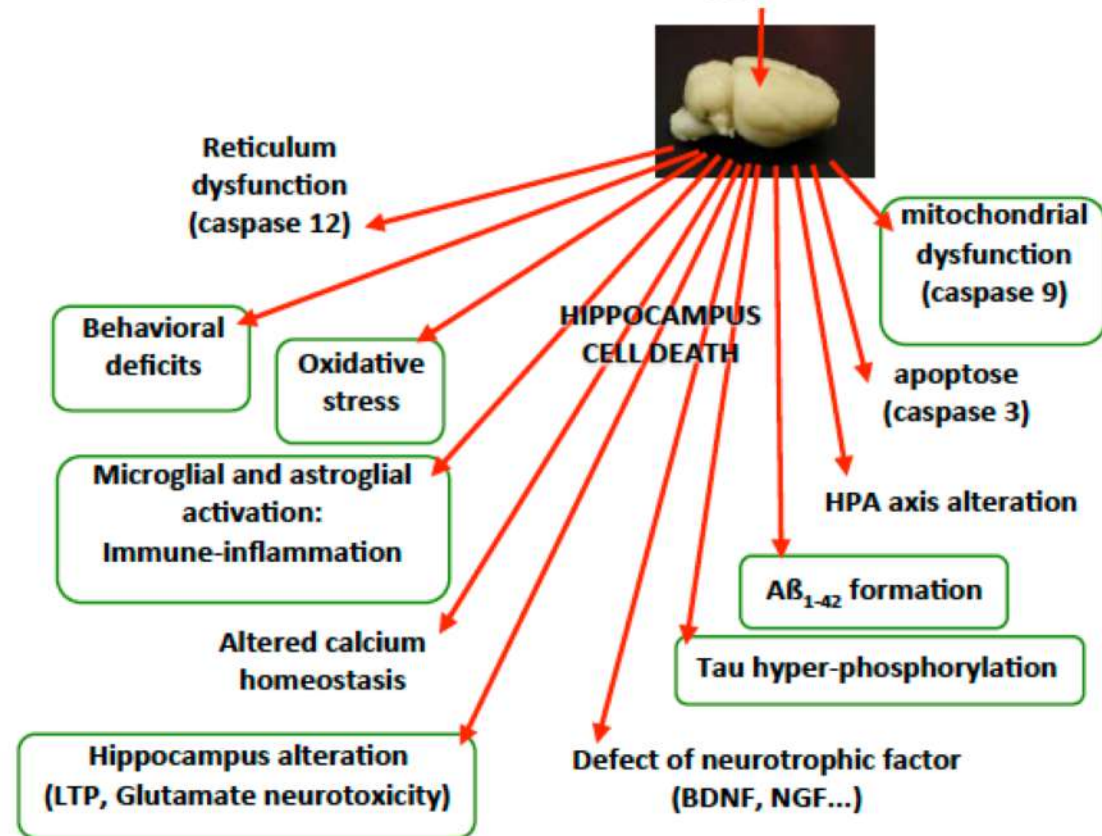 Reticulum
dysfunction
(caspase 12)
mitochondrial
dysfunction
(caspase 9)
HIPPOCAMPUS
CELL DEATH
Behavioral
deficits
Oxidative
stress
apoptose
(caspase 3)
Microglial and astroglial
activation:
Immune-inflammation
HPA axis alteration
Aß1-42 formation
Altered calcium
homeostasis
Tau hyper-phosphorylation
Hippocampus alteration
(LTP, Glutamate neurotoxicity)
Defect of neurotrophic factor
(BDNF, NGF...)